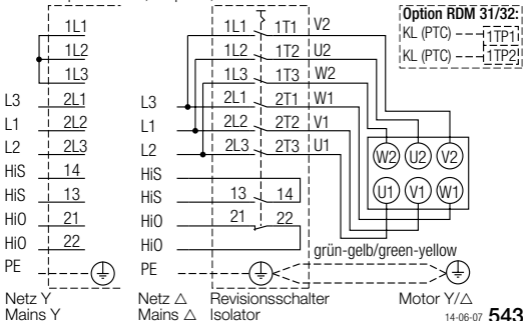 Option RDM 31/32:
KL (PTC) 1TP1
KL (PTC) 1TP2
1L1 1L1 1T1 V2
1L2 1L2 1T2 U2
1L3 1L3 1T3 W2
L3 2L1 L3 2L1 2T1 W1
L1 2L2 L1 2L2 2T2 V1
L2 2L3 L2 2L3 2T3 U1
W2 U2 V2
HiS 14 HiS
HiS 13 HiS 13 14
U1 V1 W1
HiO 21 HiO 21 22
HiO 22 HiO
grün-gelb/green-yellow
PE PE
Netz Y Netz △ Revisionsschalter Motor Y/△
Mains Y Mains △ Isolator
14-06-07 543